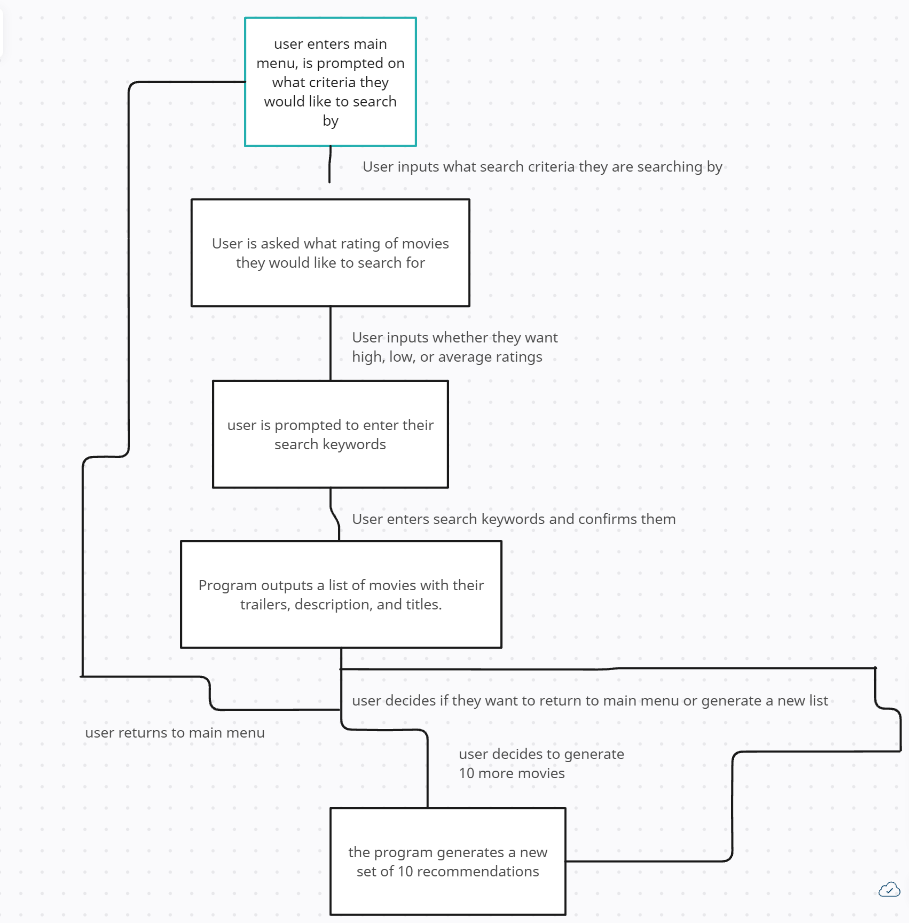 user enters main
menu, is prompted on
what criteria they
would like to search
by
User inputs what search criteria they are searching by
User is asked what rating of movies
they would like to search for
User inputs whether they want
high, low, or average ratings
user is prompted to enter their
search keywords
User enters search keywords and confirms them
Program outputs a list of movies with their
trailers, description, and titles.
user decides if they want to return to main menu or generate a new list
user returns to main menu
user decides to generate
10 more movies
the program generates a new
set of 10 recommendations